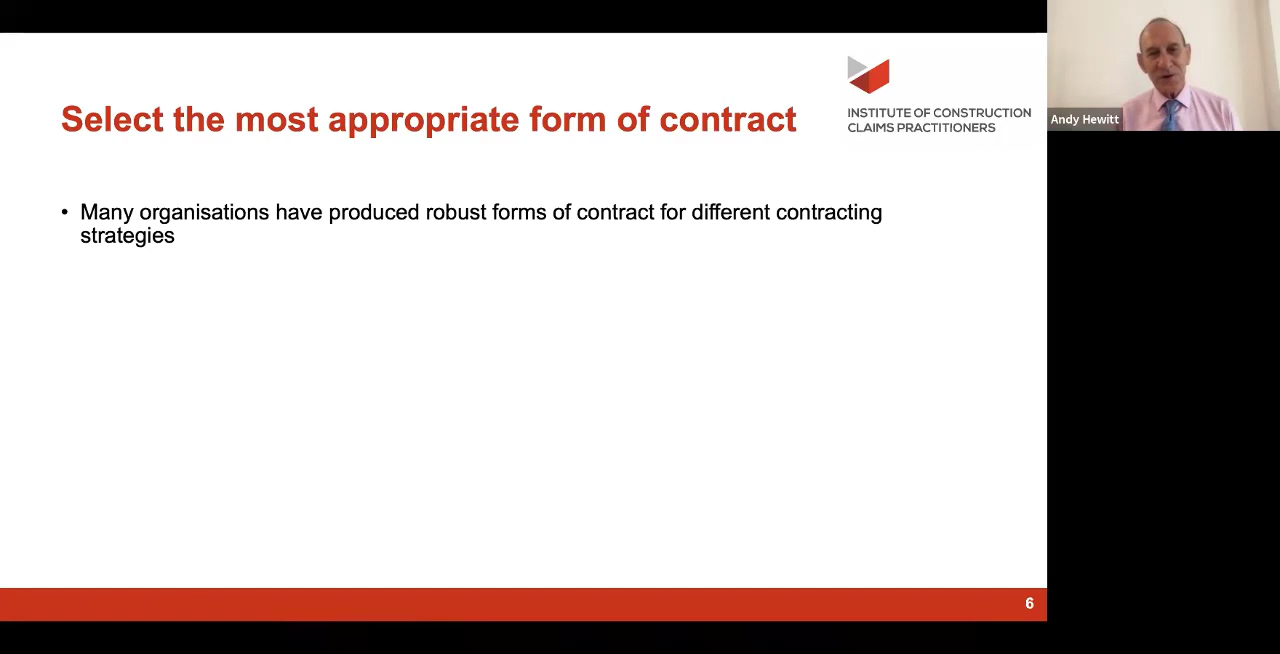 Select the most appropriate form of contract
INSTITUTE OF CONSTRUCTION
CLAIMS PRACTITIONERS
Andy Hewitt
• Many organisations have produced robust forms of contract for different contracting
strategies
6